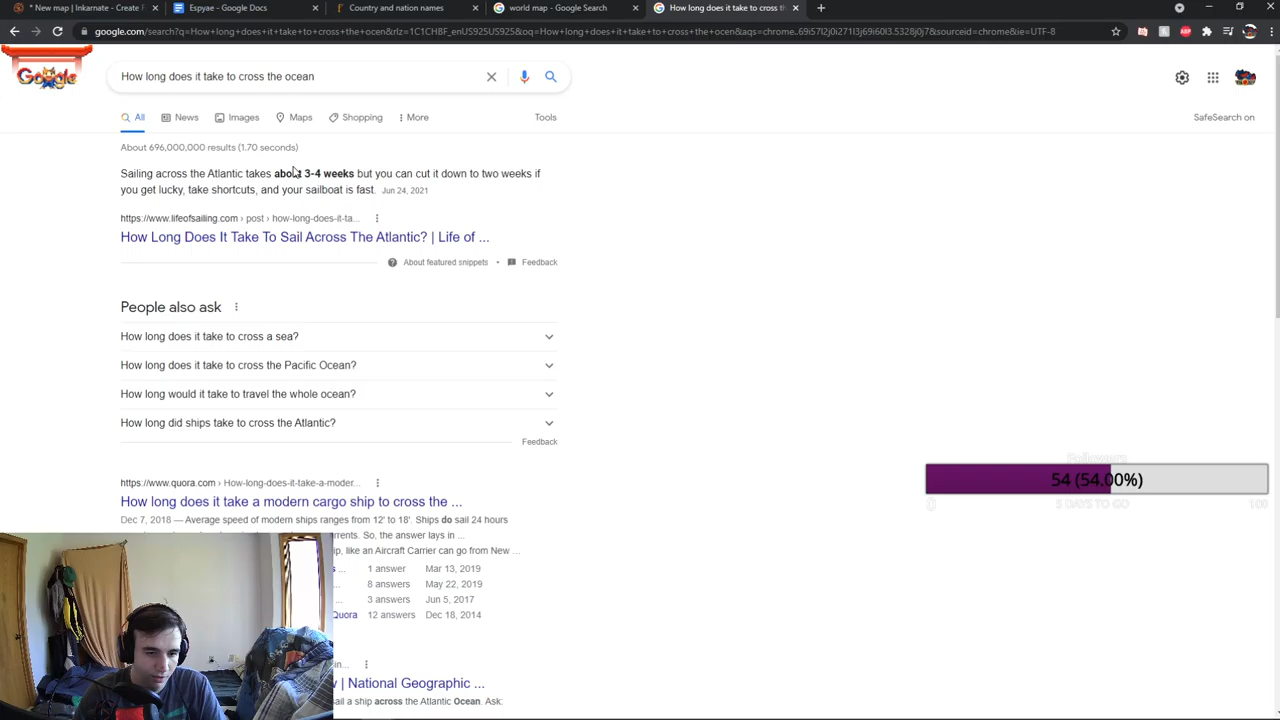 * New map | Inkarnate - Create
Espyae - Google Docs
Country and nation names
world map - Google Search
How long does it take to cross the
google.com/search?q=How+long+does+it+take+to+cross+the+ocen&rlz=1C1CHBF_enUS925US925&oq=How+long+does+it+take+to+cross+the+ocen&aqs=chrome..69i57l2j0i271l3j69i60l3.5328j0j7&sourceid=chrome&ie=UTF-8
How long does it take to cross the ocean
All
News
Images
Maps
Shopping
More
Tools
SafeSearch on
About 696,000,000 results (1.70 seconds)
Sailing across the Atlantic takes about 3-4 weeks but you can cut it down to two weeks if
you get lucky, take shortcuts, and your sailboat is fast. Jun 24, 2021
https://www.lifeofsailing.com › post › how-long-does-it-ta...
How Long Does It Take To Sail Across The Atlantic? | Life of ...
About featured snippets • Feedback
People also ask
How long does it take to cross a sea?
How long does it take to cross the Pacific Ocean?
How long would it take to travel the whole ocean?
How long did ships take to cross the Atlantic?
Feedback
Followers
54 (54.00%)
0 5 DAYS TO GO 100
https://www.quora.com › How-long-does-it-take-a-moder...
How long does it take a modern cargo ship to cross the ...
Dec 7, 2018 — Average speed of modern ships ranges from 12' to 18'. Ships do sail 24 hours
rrents. So, the answer lays in ...
ip, like an Aircraft Carrier can go from New ...
... 1 answer Mar 13, 2019
... 8 answers May 22, 2019
... 3 answers Jun 5, 2017
Quora 12 answers Dec 18, 2014
in...
| National Geographic ...
ail a ship across the Atlantic Ocean. Ask: